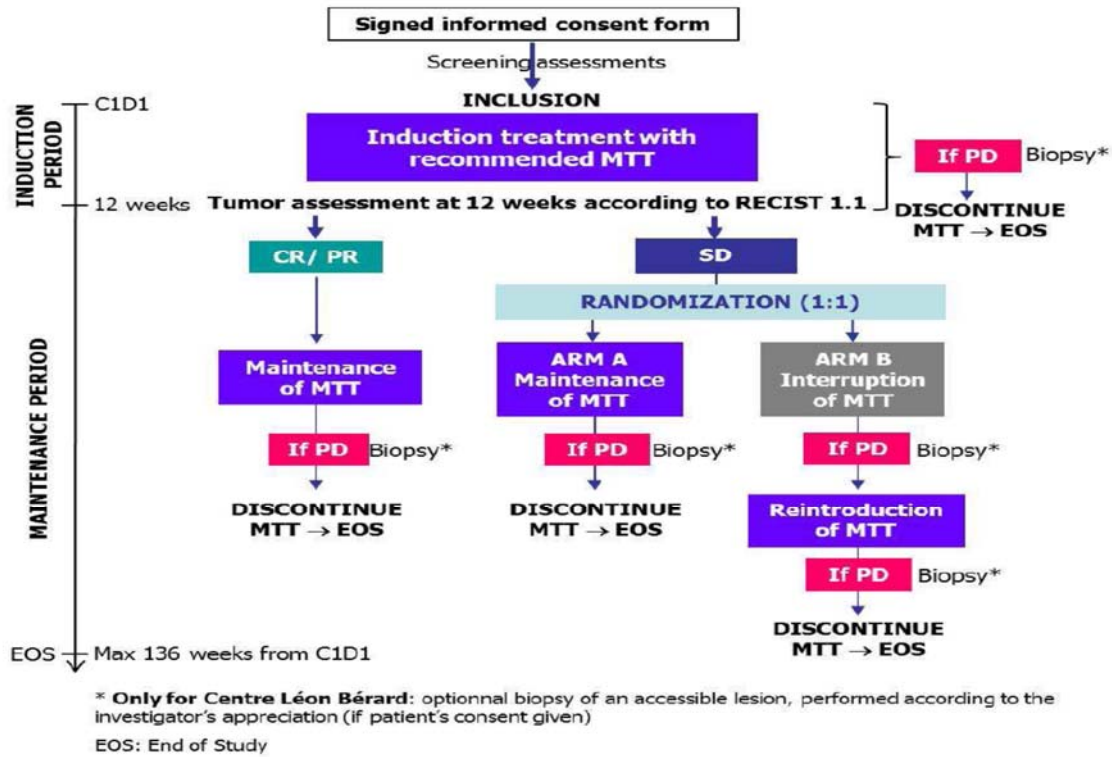 Signed informed consent form
Screening assessments
C1D1
INCLUSION
INDUCTION PERIOD
Induction treatment with
recommended MTT
If PD
Biopsy*
12 weeks
Tumor assessment at 12 weeks according to RECIST 1.1
DISCONTINUE
MTT → EOS
CR/ PR
SD
RANDOMIZATION (1:1)
MAINTENANCE PERIOD
Maintenance
of MTT
ARM A
Maintenance
of MTT
ARM B
Interruption
of MTT
If PD
Biopsy*
If PD
Biopsy*
If PD
Biopsy*
DISCONTINUE
MTT → EOS
DISCONTINUE
MTT → EOS
Reintroduction
of MTT
If PD
Biopsy*
DISCONTINUE
MTT → EOS
EOS
Max 136 weeks from C1D1
* Only for Centre Léon Bérard: optionnal biopsy of an accessible lesion, performed according to the
investigator's appreciation (if patient's consent given)
EOS: End of Study